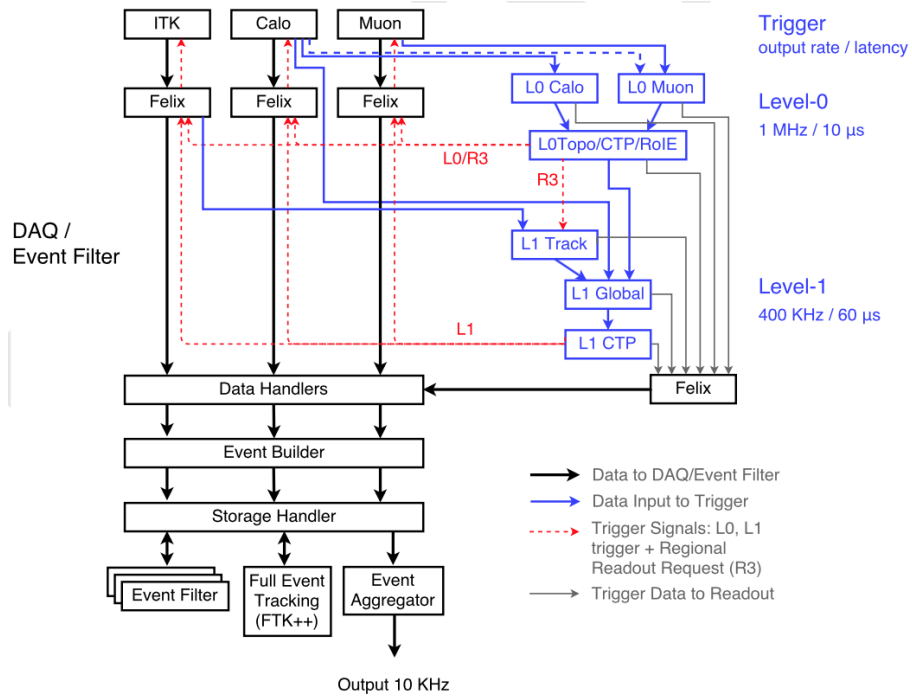 ITK
Calo
Muon
Trigger
output rate / latency
L0 Calo
L0 Muon
Level-0
1 MHz / 10 µs
Felix
Felix
Felix
L0Topo/CTP/RoIE
L0/R3
R3
DAQ /
Event Filter
L1 Track
L1 Global
Level-1
400 KHz / 60 µs
L1
L1 CTP
Data Handlers
Felix
Event Builder
Storage Handler
Data to DAQ/Event Filter
Data Input to Trigger
Trigger Signals: L0, L1
trigger + Regional
Readout Request (R3)
Trigger Data to Readout
Event Filter
Full Event
Tracking
(FTK++)
Event
Aggregator
Output 10 KHz